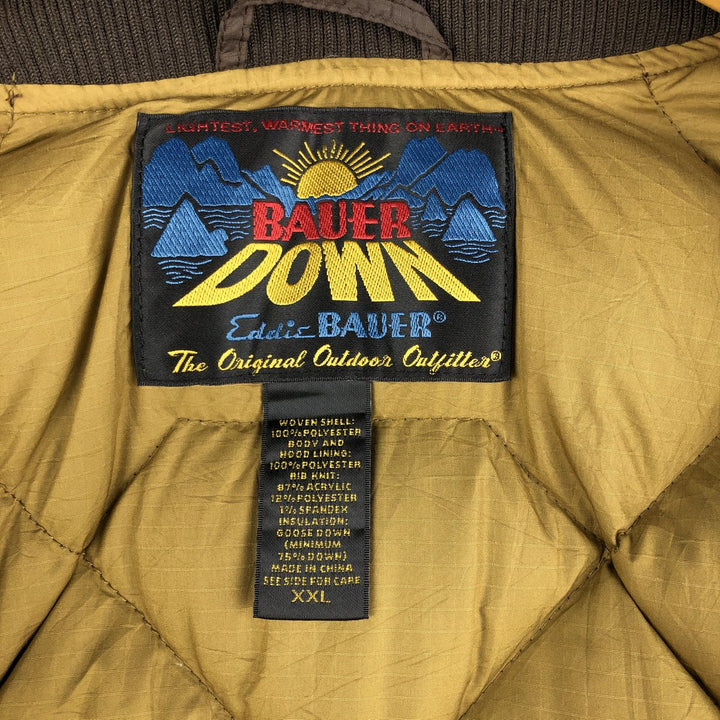 LIGHTEST, WARMEST THING ON EARTH™
BAUER
DOWN
Eddie BAUER®
The Original Outdoor Outfitter®
WOVEN SHELL:
100% POLYESTER
BODY AND
HOOD LINING:
100% POLYESTER
RIB KNIT:
87% ACRYLIC
12% POLYESTER
1% SPANDEX
INSULATION:
GOOSE DOWN
(MINIMUM
75% DOWN)
MADE IN CHINA
SEE SIDE FOR CARE
XXL